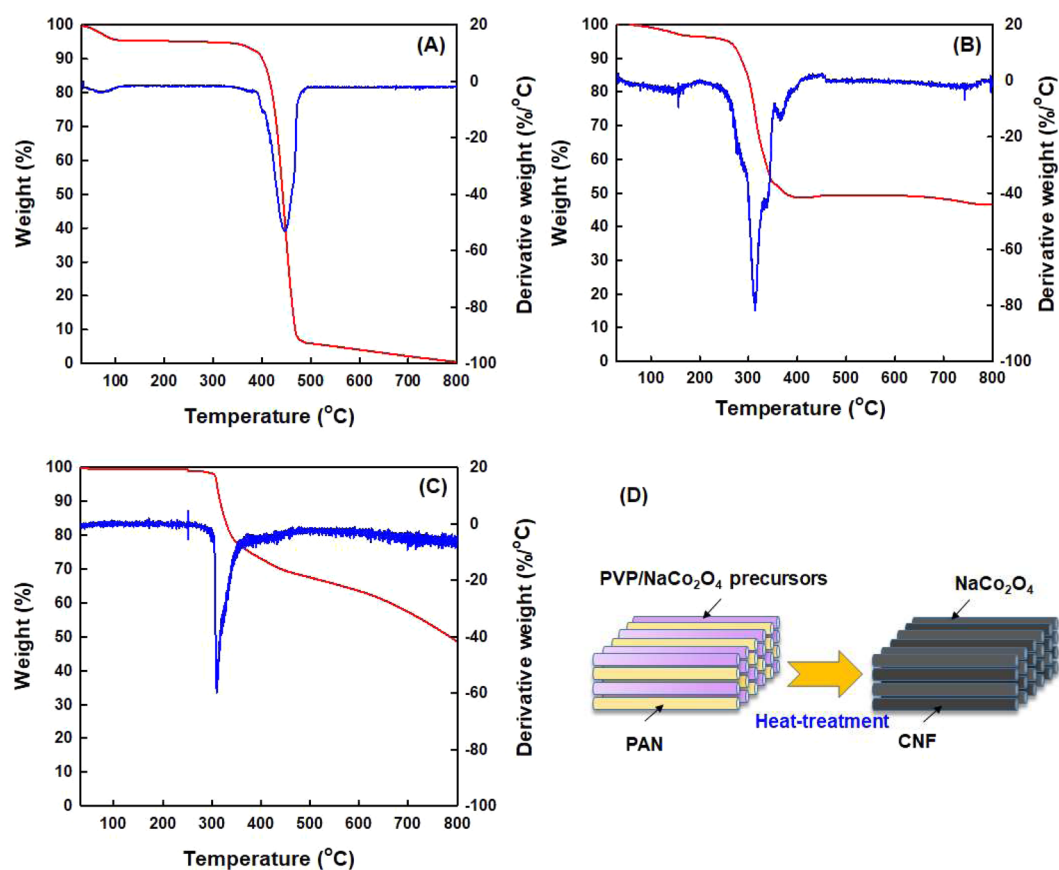 (A)
100
90
80
70
60
50
40
30
20
10
0
Weight (%)
20
0
-20
-40
-60
-80
-100
Derivative weight (%/°C)
100 200 300 400 500 600 700 800
Temperature (°C)
(B)
100
90
80
70
60
50
40
30
20
10
0
Weight (%)
20
0
-20
-40
-60
-80
-100
Derivative weight (%/°C)
100 200 300 400 500 600 700 800
Temperature (°C)
(C)
100
90
80
70
60
50
40
30
20
10
0
Weight (%)
20
0
-20
-40
-60
-80
-100
Derivative weight (%/°C)
100 200 300 400 500 600 700 800
Temperature (°C)
(D)
PVP/NaCo₂O₄ precursors
NaCo₂O₄
Heat-treatment
PAN
CNF